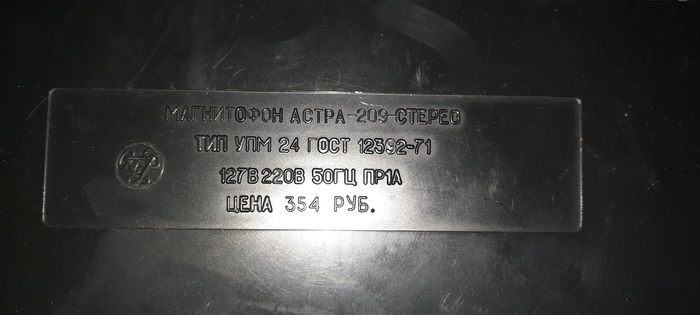 МАГНИТОФОН АСТРА-209-СТЕРЕО
ТИП УПМ 24 ГОСТ 12392-71
127В 220В 50ГЦ ПР1А
ЦЕНА 354 РУБ.